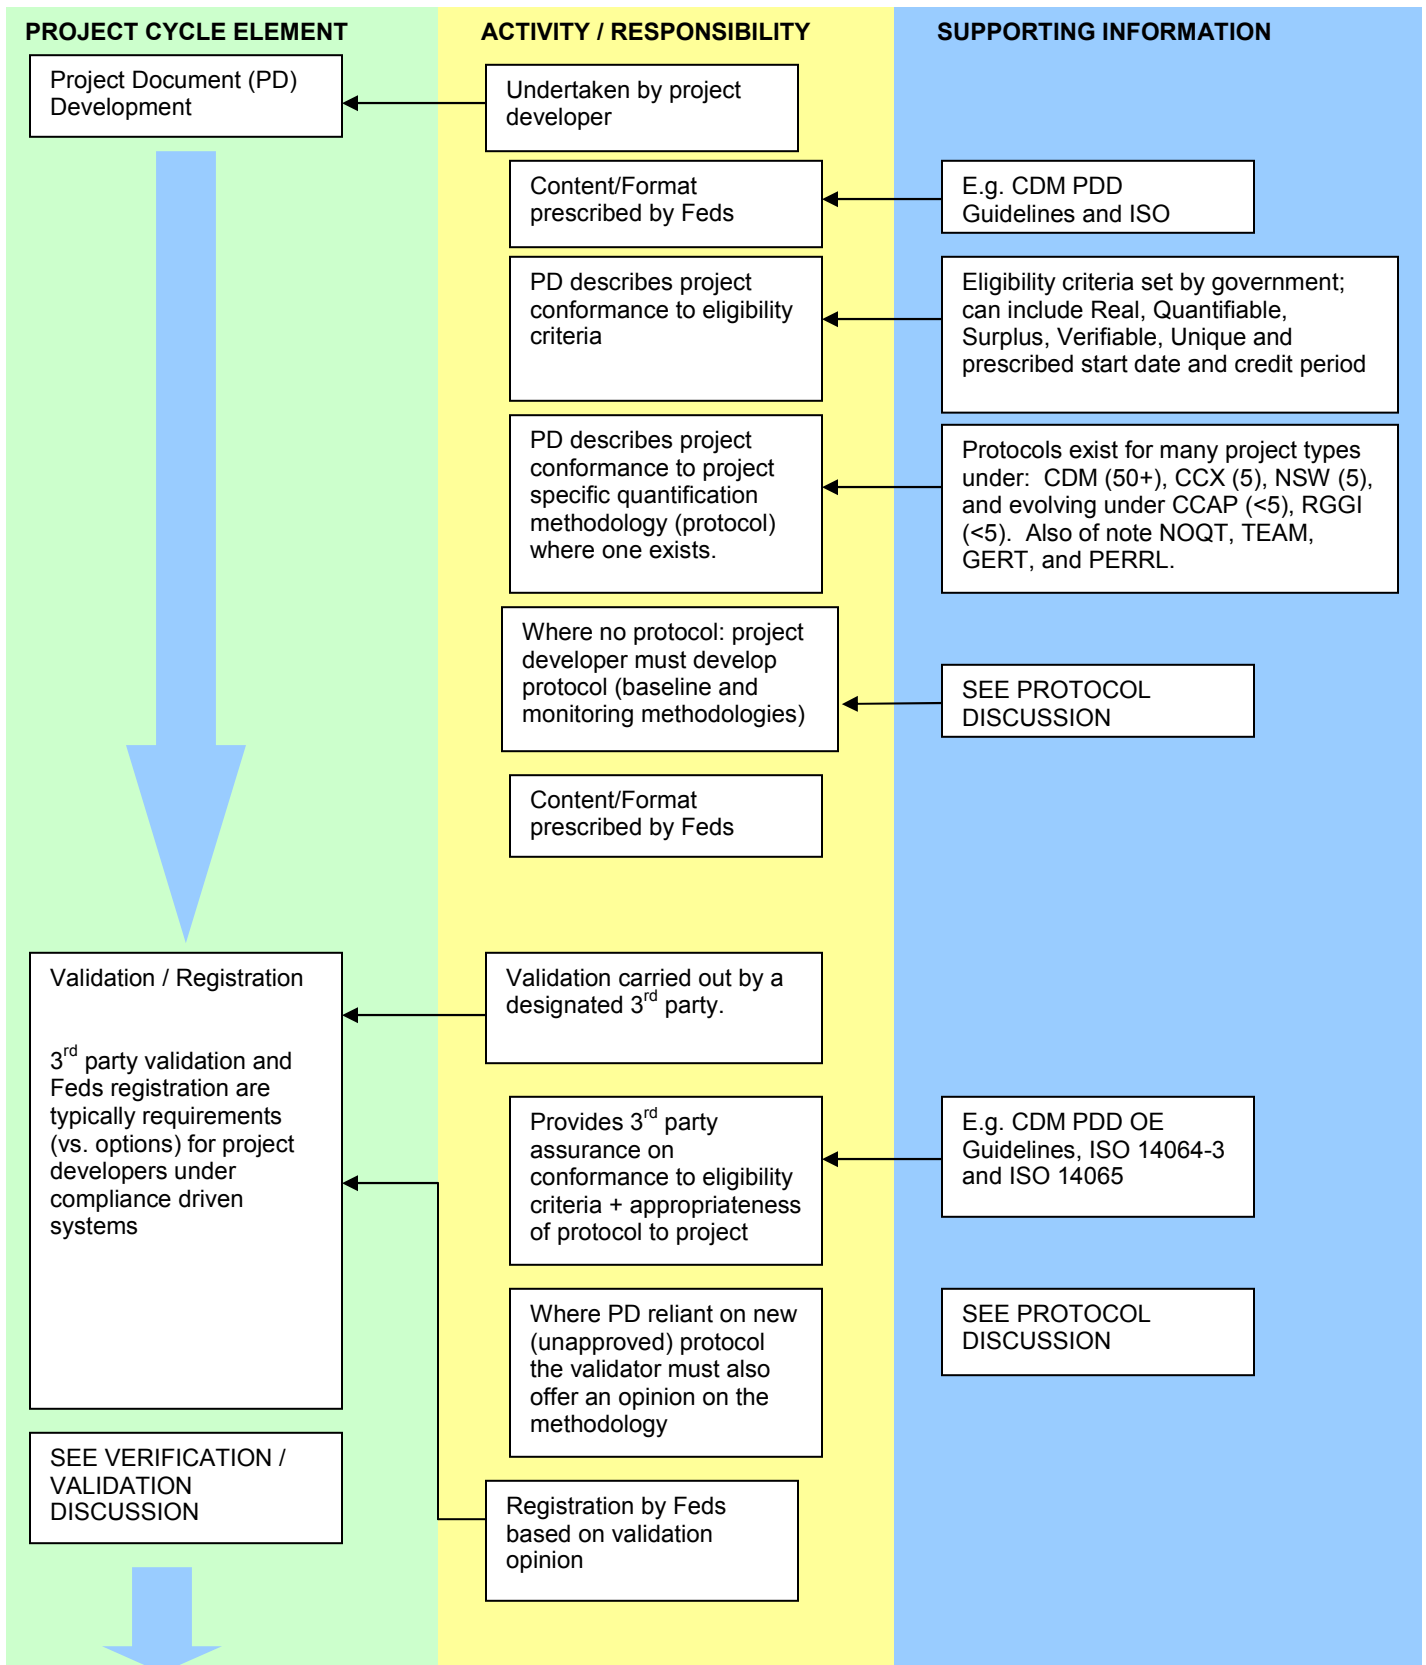 PROJECT CYCLE ELEMENT
ACTIVITY / RESPONSIBILITY
SUPPORTING INFORMATION
Project Document (PD)
Development
Undertaken by project
developer
Content/Format
prescribed by Feds
E.g. CDM PDD
Guidelines and ISO
PD describes project
conformance to eligibility
criteria
Eligibility criteria set by government;
can include Real, Quantifiable,
Surplus, Verifiable, Unique and
prescribed start date and credit period
PD describes project
conformance to project
specific quantification
methodology (protocol)
where one exists.
Protocols exist for many project types
under:  CDM (50+), CCX (5), NSW (5),
and evolving under CCAP (<5), RGGI
(<5).  Also of note NOQT, TEAM,
GERT, and PERRL.
Where no protocol: project
developer must develop
protocol (baseline and
monitoring methodologies)
SEE PROTOCOL
DISCUSSION
Content/Format
prescribed by Feds
Validation / Registration
3rd party validation and
Feds registration are
typically requirements
(vs. options) for project
developers under
compliance driven
systems
Validation carried out by a
designated 3rd party.
Provides 3rd party
assurance on
conformance to eligibility
criteria + appropriateness
of protocol to project
E.g. CDM PDD OE
Guidelines, ISO 14064-3
and ISO 14065
Where PD reliant on new
(unapproved) protocol
the validator must also
offer an opinion on the
methodology
SEE PROTOCOL
DISCUSSION
SEE VERIFICATION /
VALIDATION
DISCUSSION
Registration by Feds
based on validation
opinion